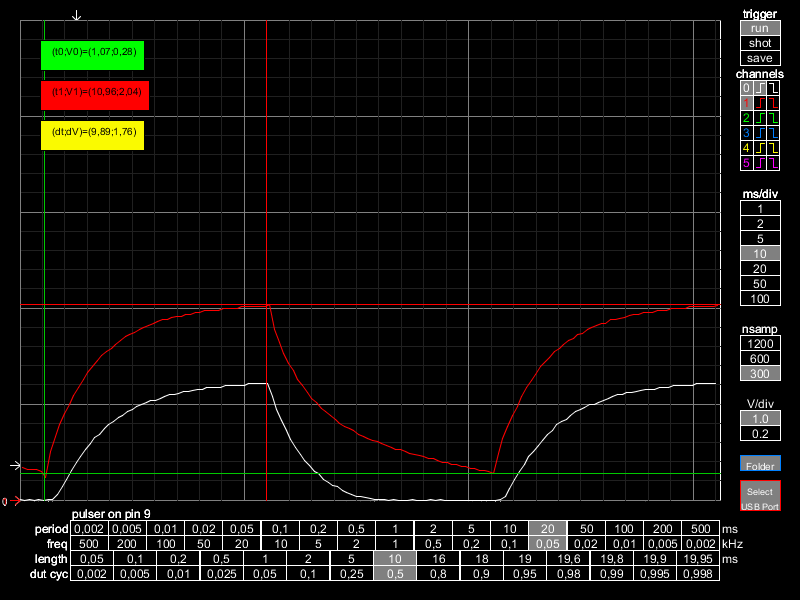 trigger
run
shot
save
channels
0
1
2
3
4
5
(t0;V0)=(1,07;0,28)
(t1;V1)=(10,96;2,04)
(dt;dV)=(9,89;1,76)
ms/div
1
2
5
10
20
50
100
nsamp
1200
600
300
V/div
1.0
0.2
Folder
Select
USB Port
0
pulser on pin 9
period 0,002 0,005 0,01 0,02 0,05 0,1 0,2 0,5 1 2 5 10 20 50 100 200 500 ms
freq 500 200 100 50 20 10 5 2 1 0,5 0,2 0,1 0,05 0,02 0,01 0,005 0,002 kHz
length 0,05 0,1 0,2 0,5 1 2 5 10 16 18 19 19,6 19,8 19,9 19,95 ms
dut cyc 0,002 0,005 0,01 0,025 0,05 0,1 0,25 0,5 0,8 0,9 0,95 0,98 0,99 0,995 0,998